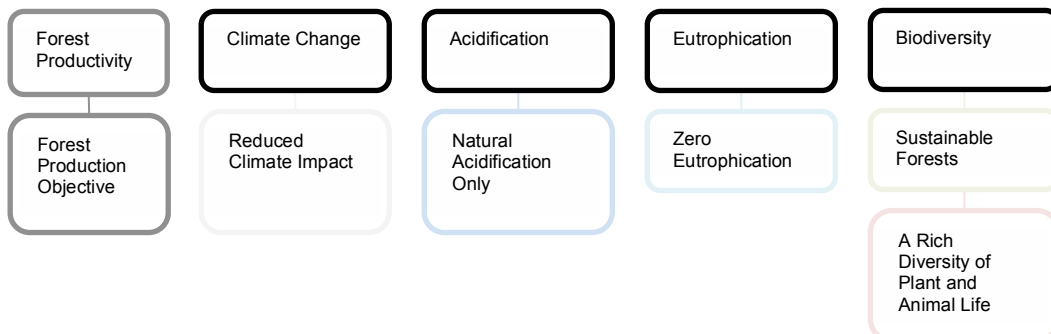 Forest
Productivity
Climate Change
Acidification
Eutrophication
Biodiversity
Forest
Production
Objective
Reduced
Climate Impact
Natural
Acidification
Only
Zero
Eutrophication
Sustainable
Forests
A Rich
Diversity of
Plant and
Animal Life